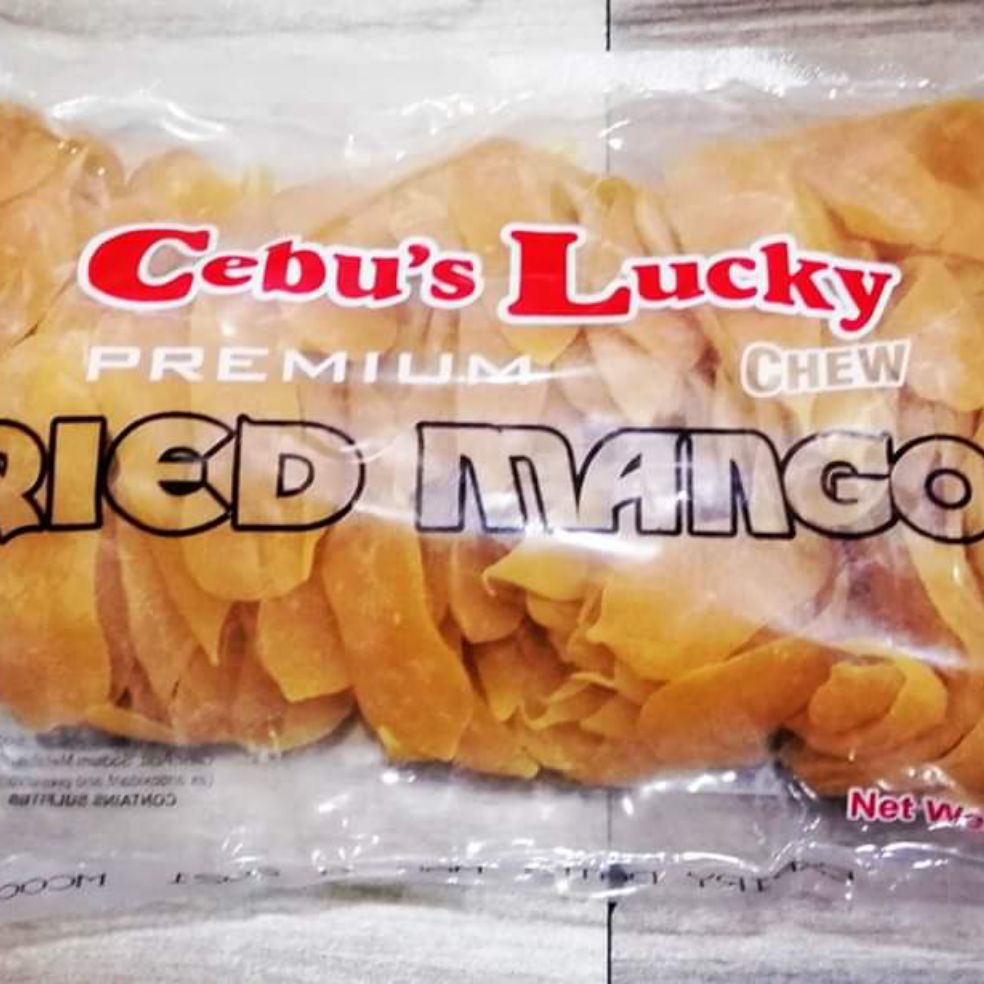 Cebu's Lucky
PREMIUM CHEW
RIED MANGO
Net W
CONTAINS SULFITES